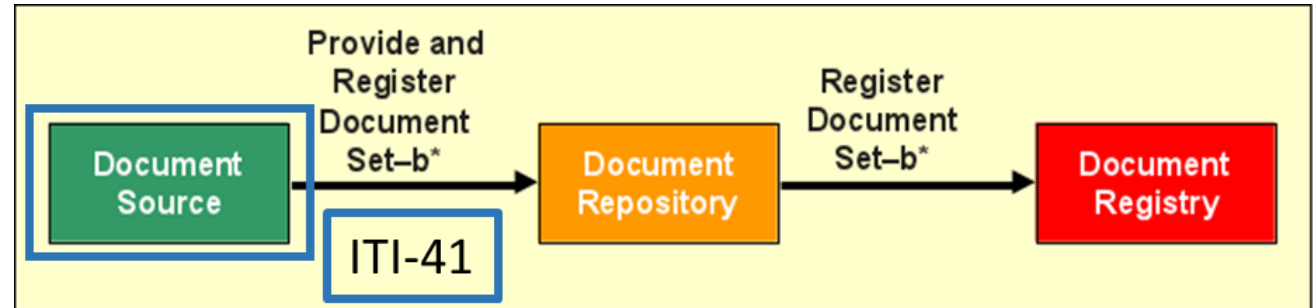 Provide and
Register
Document
Set–b*
Register
Document
Set–b*
Document
Source
Document
Repository
Document
Registry
ITI-41